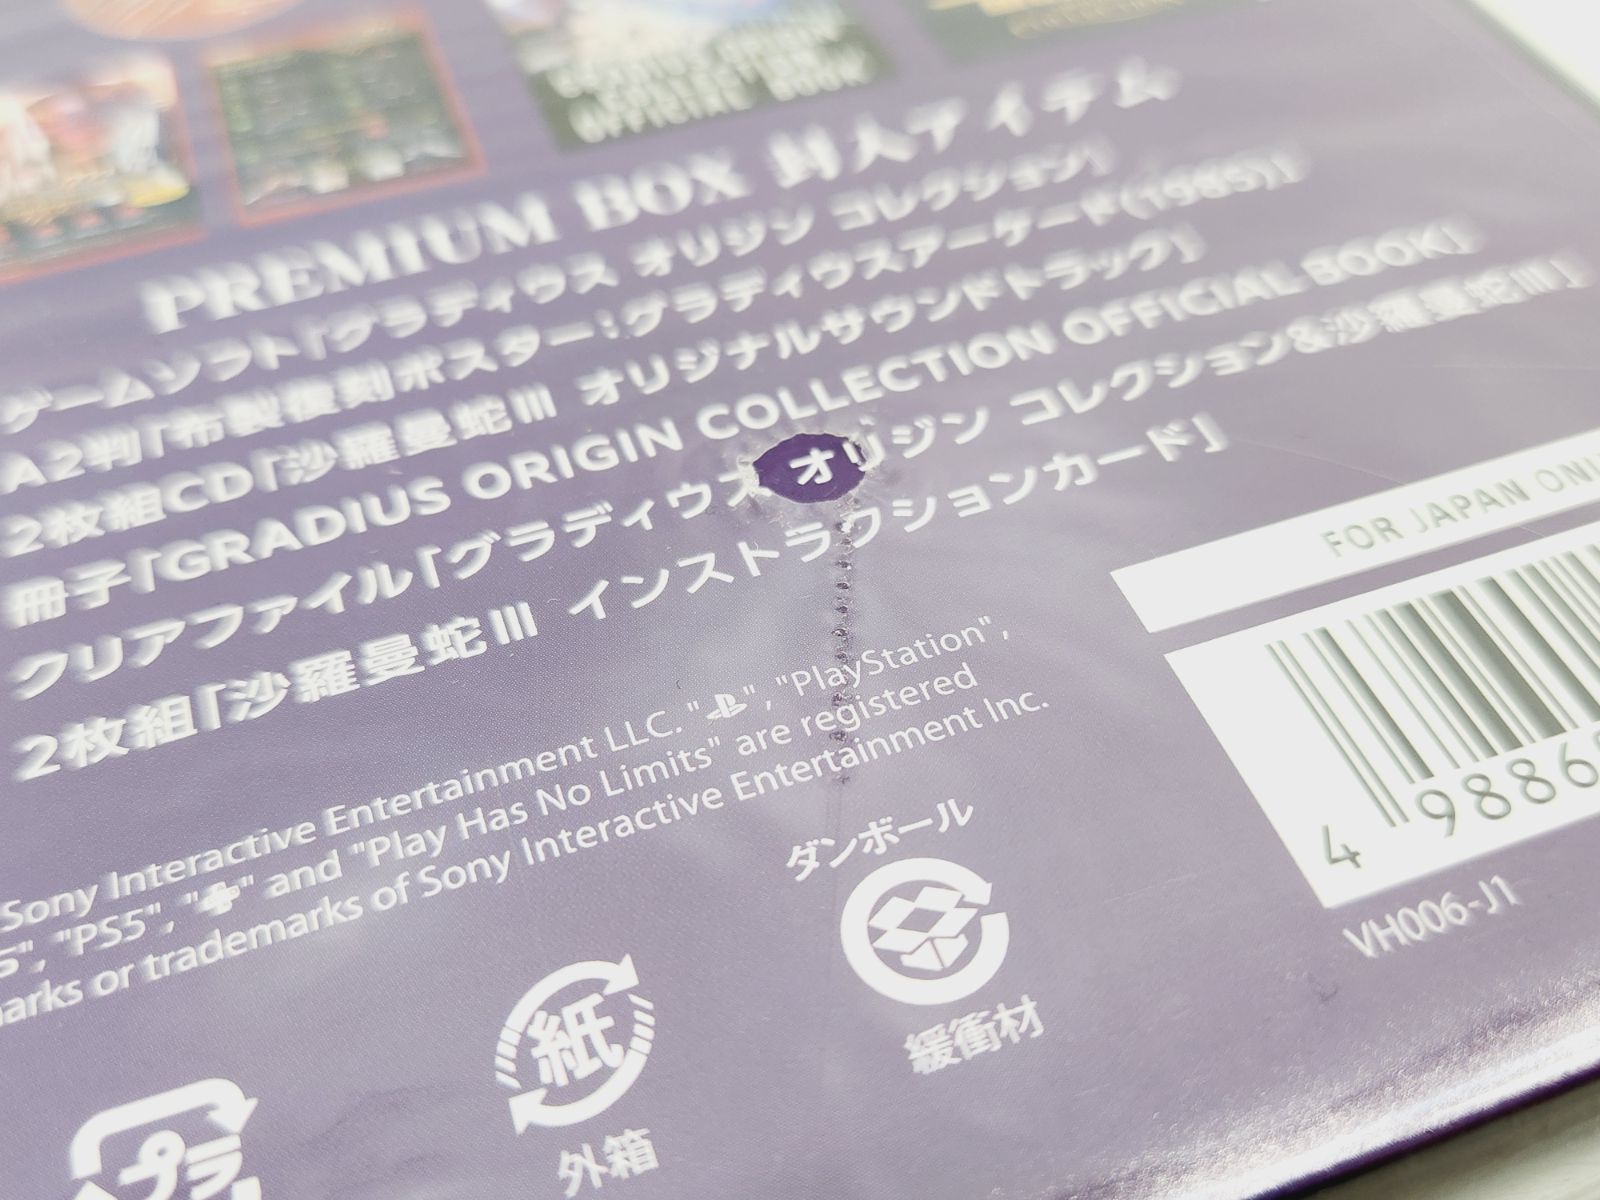 OFFICIAL BOOK
PREMIUM BOX 封入アイテム
ゲームソフト「グラディウス オリジン コレクション」
A2判「布製復刻ポスター:グラディウスアーケード(1985)」
2枚組CD「沙羅曼蛇III オリジナルサウンドトラック」
冊子「GRADIUS ORIGIN COLLECTION OFFICIAL BOOK」
クリアファイル「グラディウス オリジン コレクション&沙羅曼蛇III」
2枚組「沙羅曼蛇III インストラクションカード」
Sony Interactive Entertainment LLC. "", "PlayStation",
5", "PS5", "" and "Play Has No Limits" are registered
marks or trademarks of Sony Interactive Entertainment Inc.
FOR JAPAN ONL
4 9886
VH006-J1
ダンボール
緩衝材
紙
外箱
プラ